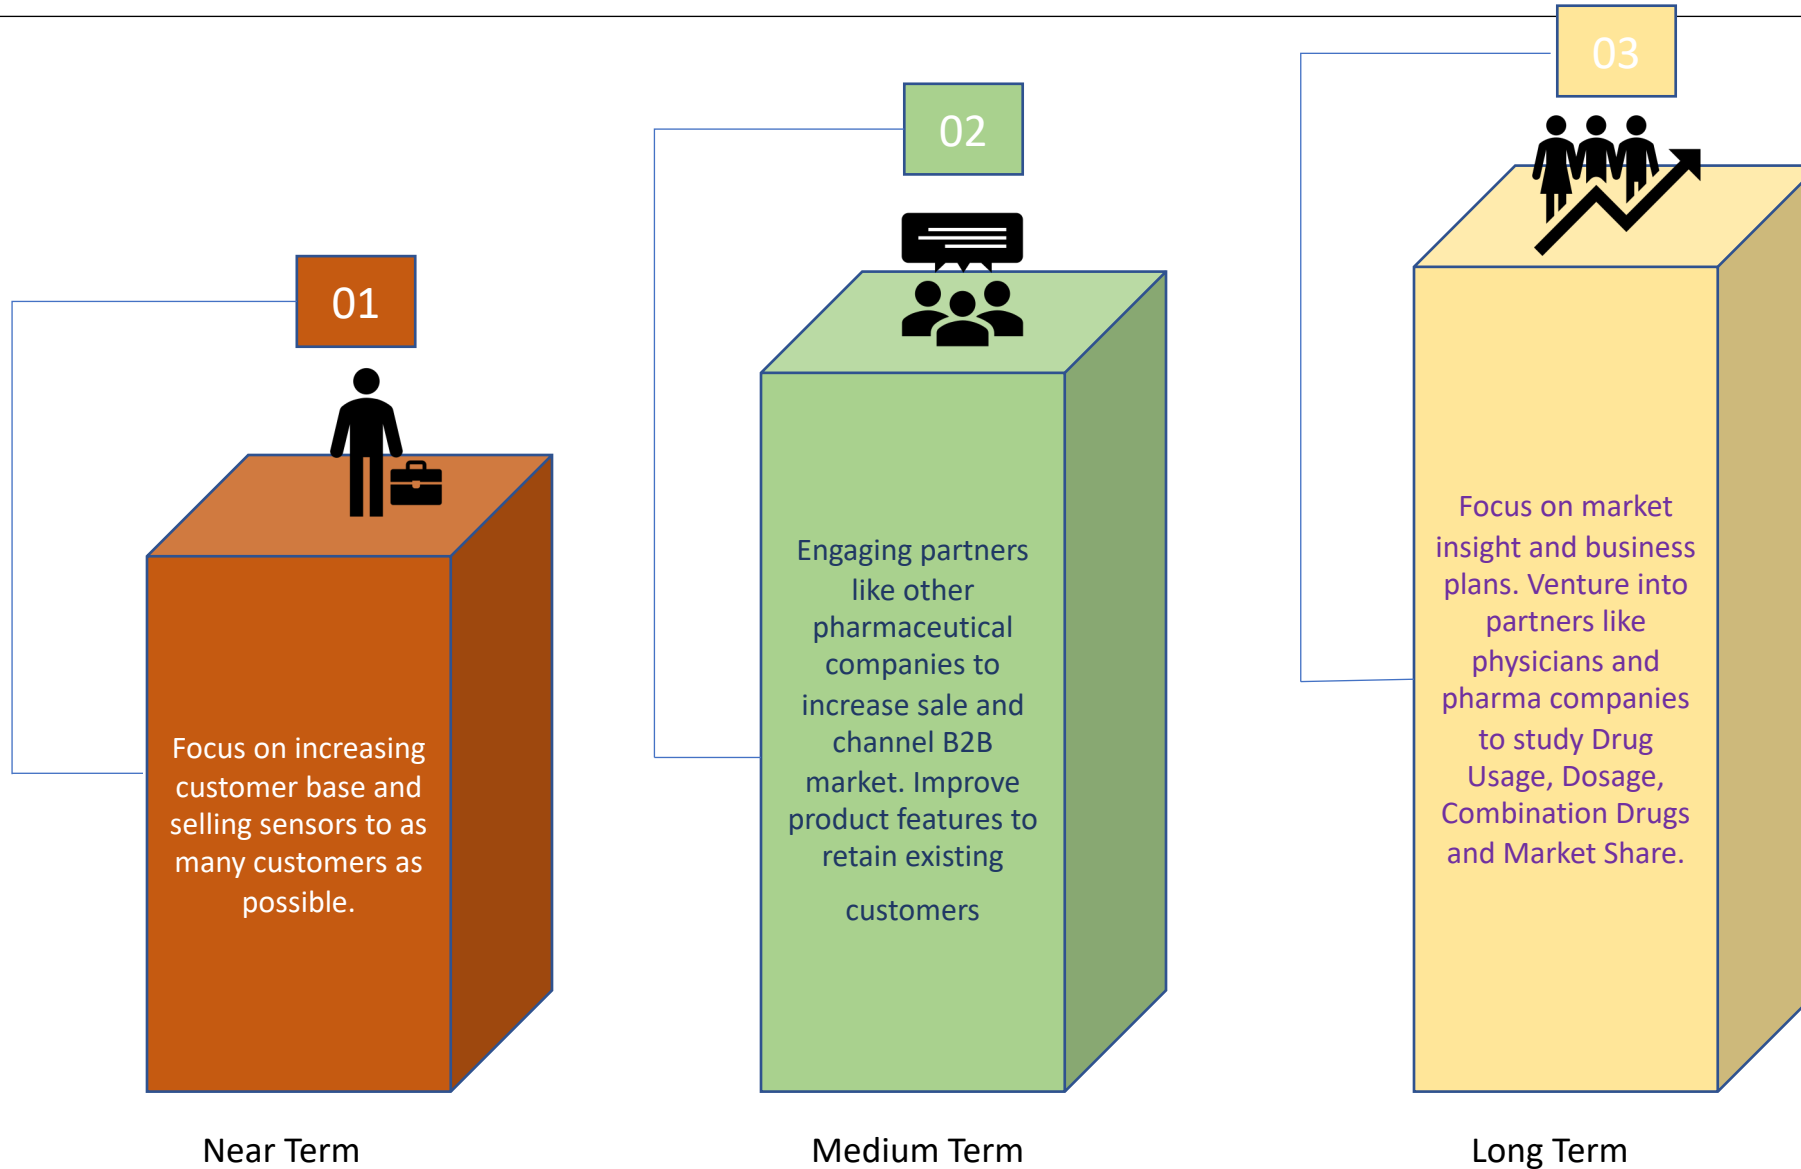 01
Focus on increasing
customer base and
selling sensors to as
many customers as
possible.
Near Term
02
Engaging partners
like other
pharmaceutical
companies to
increase sale and
channel B2B
market. Improve
product features to
retain existing
customers
Medium Term
03
Focus on market
insight and business
plans. Venture into
partners like
physicians and
pharma companies
to study Drug
Usage, Dosage,
Combination Drugs
and Market Share.
Long Term